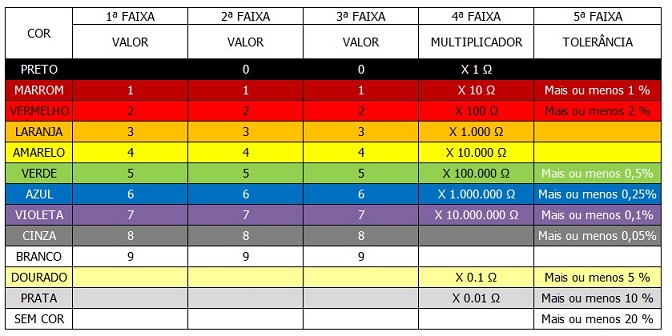 COR 1ª FAIXA 2ª FAIXA 3ª FAIXA 4ª FAIXA 5ª FAIXA
VALOR VALOR VALOR MULTIPLICADOR TOLERÂNCIA
PRETO 0 0 X 1 Ω
MARROM 1 1 1 X 10 Ω Mais ou menos 1 %
VERMELHO 2 2 2 X 100 Ω Mais ou menos 2 %
LARANJA 3 3 3 X 1.000 Ω
AMARELO 4 4 4 X 10.000 Ω
VERDE 5 5 5 X 100.000 Ω Mais ou menos 0,5%
AZUL 6 6 6 X 1.000.000 Ω Mais ou menos 0,25%
VIOLETA 7 7 7 X 10.000.000 Ω Mais ou menos 0,1%
CINZA 8 8 8 Mais ou menos 0,05%
BRANCO 9 9 9
DOURADO X 0.1 Ω Mais ou menos 5 %
PRATA X 0.01 Ω Mais ou menos 10 %
SEM COR Mais ou menos 20 %